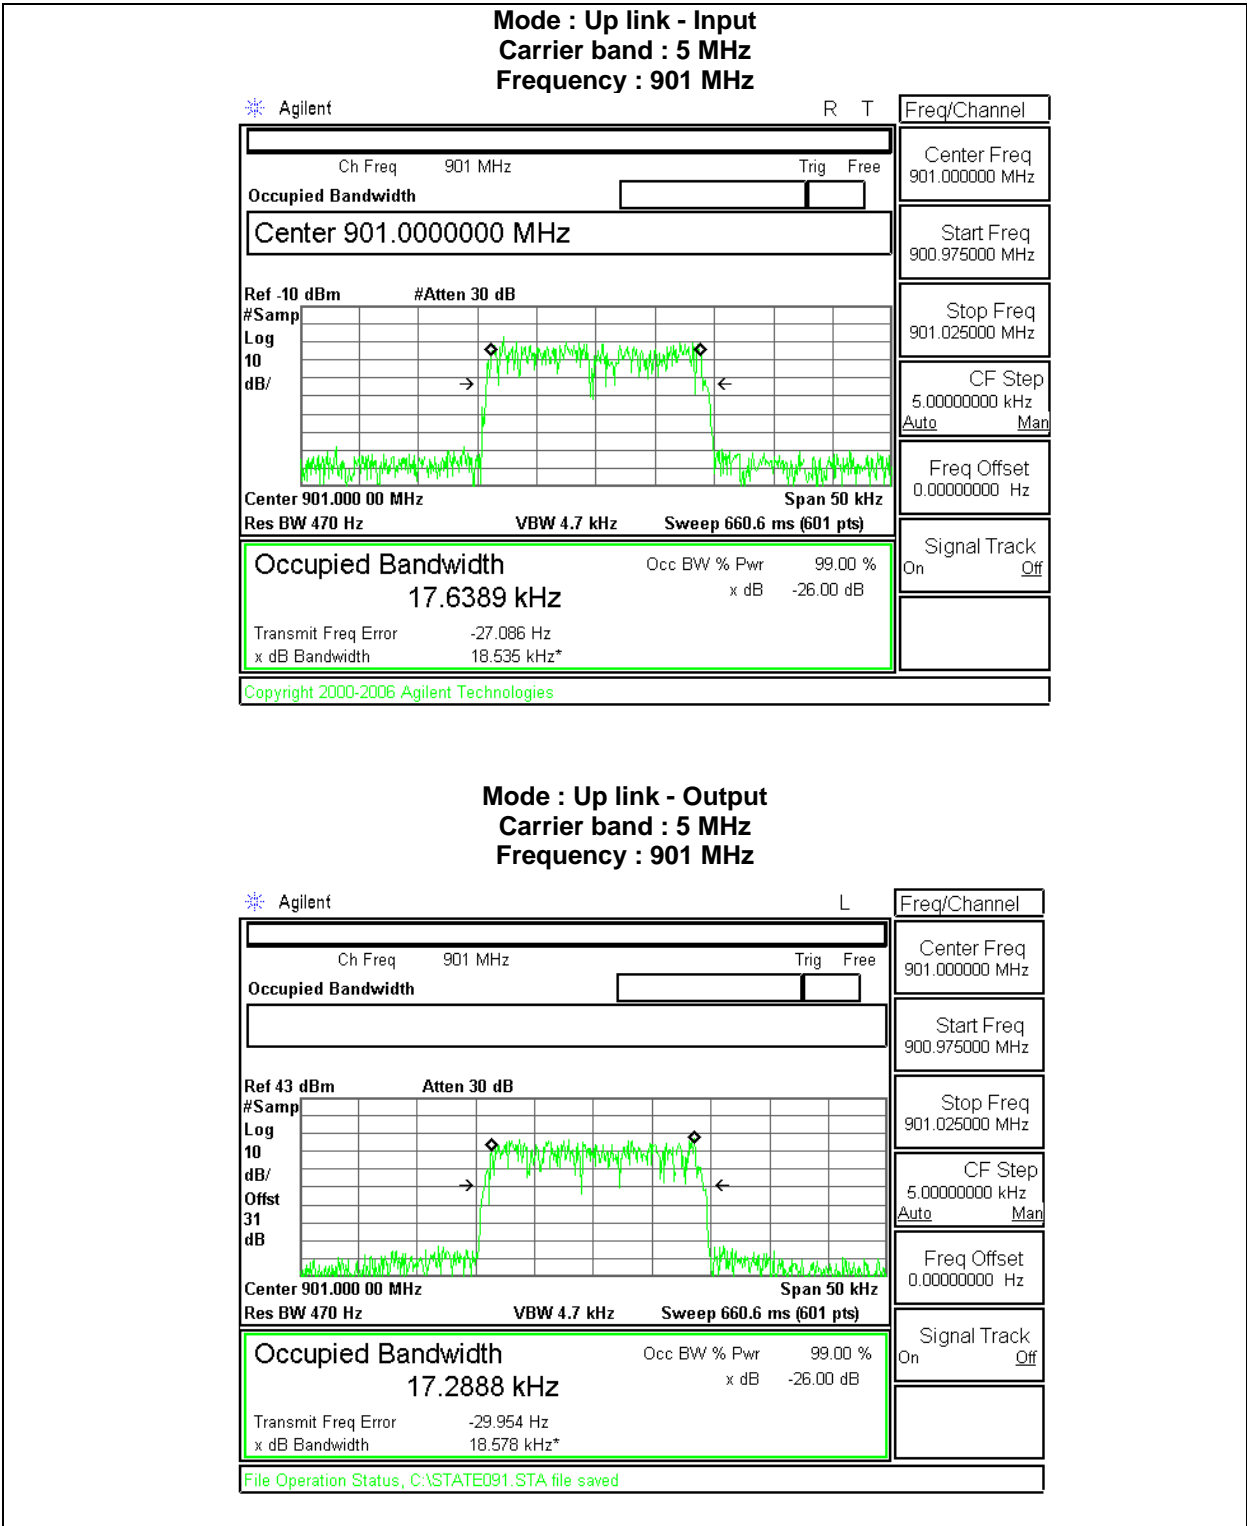 Mode : Up link - Input
Carrier band : 5 MHz
Frequency : 901 MHz
Agilent R T
Freq/Channel
Ch Freq 901 MHz Trig Free
Occupied Bandwidth
Center 901.0000000 MHz
Center Freq
901.000000 MHz
Start Freq
900.975000 MHz
Stop Freq
901.025000 MHz
CF Step
5.00000000 kHz
Auto Man
Freq Offset
0.00000000 Hz
Signal Track
On Off
Ref -10 dBm #Atten 30 dB
#Samp
Log
10
dB/
Center 901.000 00 MHz Span 50 kHz
Res BW 470 Hz VBW 4.7 kHz Sweep 660.6 ms (601 pts)
Occupied Bandwidth Occ BW % Pwr 99.00 %
17.6389 kHz x dB -26.00 dB
Transmit Freq Error -27.086 Hz
x dB Bandwidth 18.535 kHz*
Copyright 2000-2006 Agilent Technologies
Mode : Up link - Output
Carrier band : 5 MHz
Frequency : 901 MHz
Agilent L
Freq/Channel
Ch Freq 901 MHz Trig Free
Occupied Bandwidth
Center Freq
901.000000 MHz
Start Freq
900.975000 MHz
Stop Freq
901.025000 MHz
CF Step
5.00000000 kHz
Auto Man
Freq Offset
0.00000000 Hz
Signal Track
On Off
Ref 43 dBm Atten 30 dB
#Samp
Log
10
dB/
Offst
31
dB
Center 901.000 00 MHz Span 50 kHz
Res BW 470 Hz VBW 4.7 kHz Sweep 660.6 ms (601 pts)
Occupied Bandwidth Occ BW % Pwr 99.00 %
17.2888 kHz x dB -26.00 dB
Transmit Freq Error -29.954 Hz
x dB Bandwidth 18.578 kHz*
File Operation Status, C:\STATE091.STA file saved